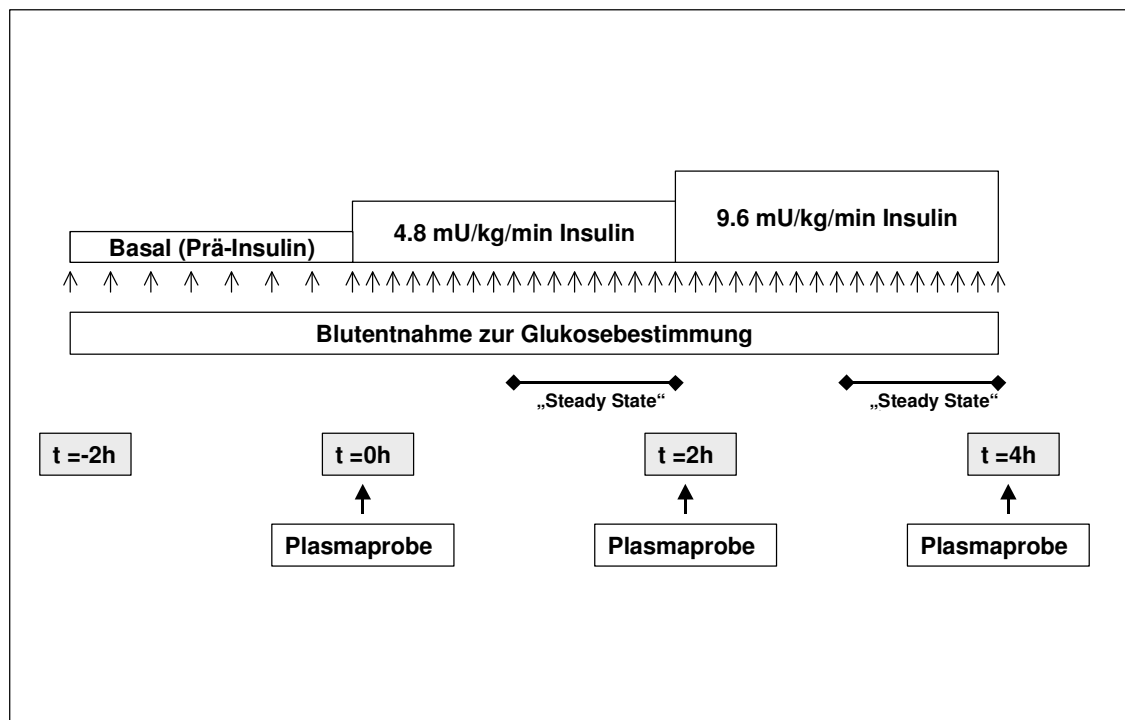 9.6 mU/kg/min Insulin
4.8 mU/kg/min Insulin
Basal (Prä-Insulin)
Blutentnahme zur Glukosebestimmung
„Steady State“
„Steady State“
t =-2h
t =0h
t =2h
t =4h
Plasmaprobe
Plasmaprobe
Plasmaprobe